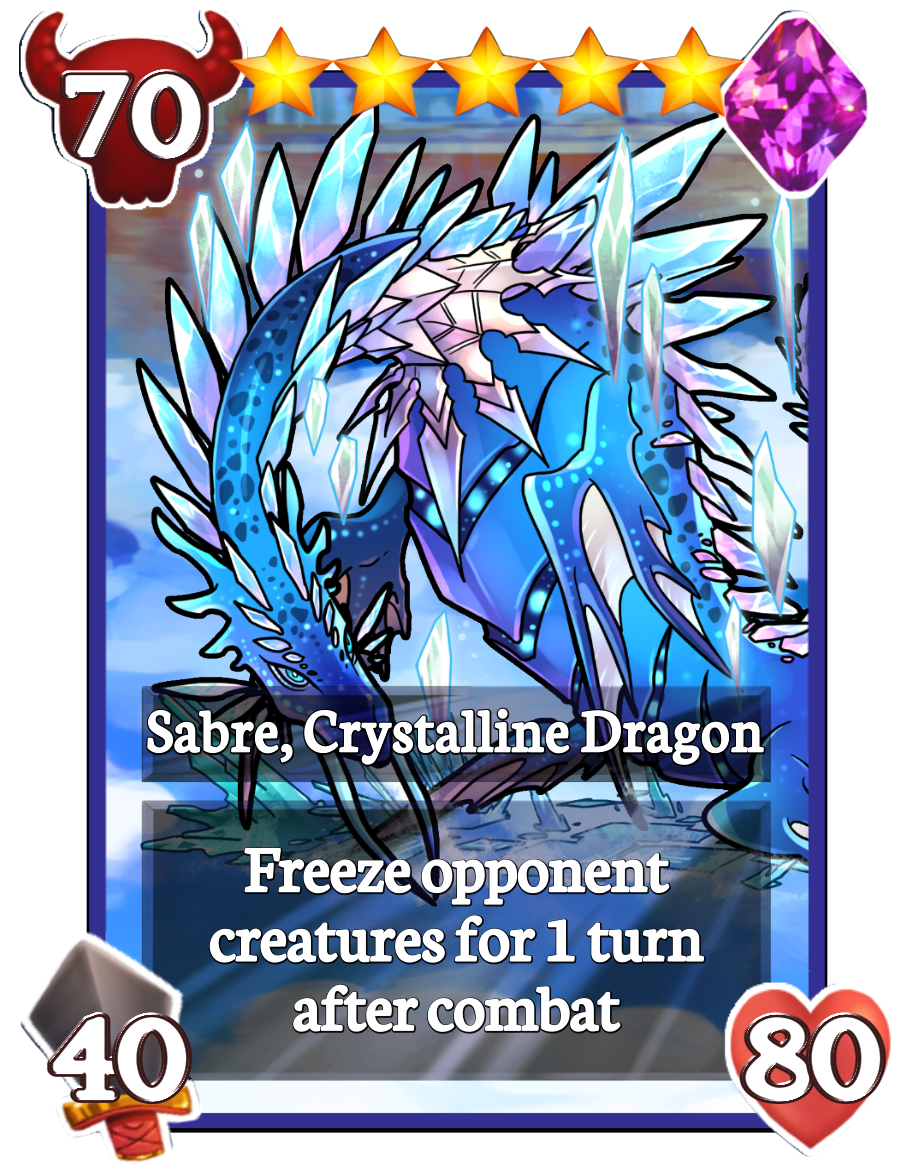 70
Sabre, Crystalline Dragon
Freeze opponent
creatures for 1 turn
after combat
40
80